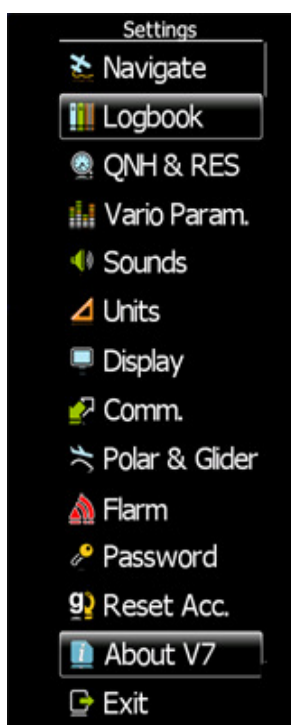 Settings
Navigate
Logbook
QNH & RES
Vario Param.
Sounds
Units
Display
Comm.
Polar & Glider
Flarm
Password
Reset Acc.
About V7
Exit